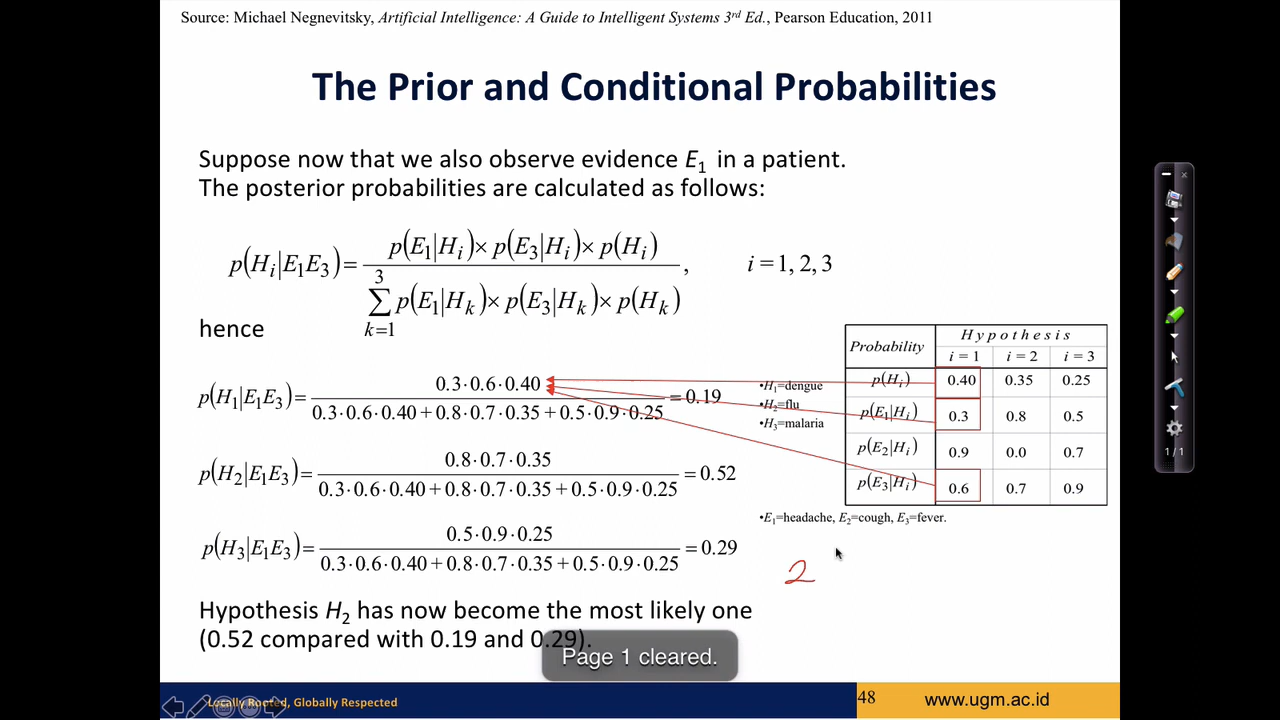 Source: Michael Negnevitsky, Artificial Intelligence: A Guide to Intelligent Systems 3rd Ed., Pearson Education, 2011
The Prior and Conditional Probabilities
Suppose now that we also observe evidence E₁ in a patient.
The posterior probabilities are calculated as follows:
p(Hᵢ|E₁E₃) = p(E₁|Hᵢ) × p(E₃|Hᵢ) × p(Hᵢ) / ∑ₖ₌₁³ p(E₁|Hₖ) × p(E₃|Hₖ) × p(Hₖ), i = 1, 2, 3
hence
p(H₁|E₁E₃) = 0.3·0.6·0.40 / 0.3·0.6·0.40 + 0.8·0.7·0.35 + 0.5·0.9·0.25 = 0.19
p(H₂|E₁E₃) = 0.8·0.7·0.35 / 0.3·0.6·0.40 + 0.8·0.7·0.35 + 0.5·0.9·0.25 = 0.52
p(H₃|E₁E₃) = 0.5·0.9·0.25 / 0.3·0.6·0.40 + 0.8·0.7·0.35 + 0.5·0.9·0.25 = 0.29
•H₁=dengue
•H₂=flu
•H₃=malaria
Hypothesis
Probability
i = 1 i = 2 i = 3
p(Hᵢ) 0.40 0.35 0.25
p(E₁|Hᵢ) 0.3 0.8 0.5
p(E₂|Hᵢ) 0.9 0.0 0.7
p(E₃|Hᵢ) 0.6 0.7 0.9
•E₁=headache, E₂=cough, E₃=fever.
2
Hypothesis H₂ has now become the most likely one
(0.52 compared with 0.19 and 0.29).
Page 1 cleared.
Locally Rooted, Globally Respected
48
www.ugm.ac.id
1/1